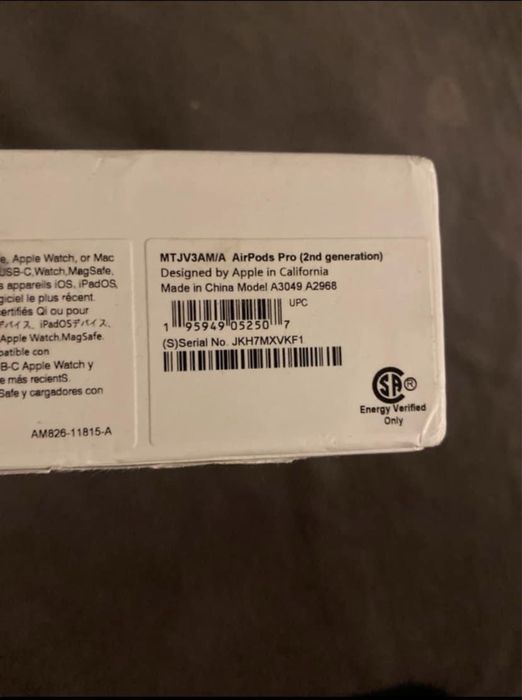 e, Apple Watch, or Mac
USB-C,Watch,MagSafe,
s appareils iOS, iPadOS,
giciel le plus récent.
certifiés Qi ou pour
デバイス、iPadOSデバイス、
Apple Watch,MagSafe.
patible con
B-C Apple Watch y
e más recientS.
Safe y cargadores con
AM826-11815-A
MTJV3AM/A AirPods Pro (2nd generation)
Designed by Apple in California
Made in China Model A3049 A2968
UPC
1 95949 05250 7
(S)Serial No. JKH7MXVKF1
SA ®
Energy Verified
Only